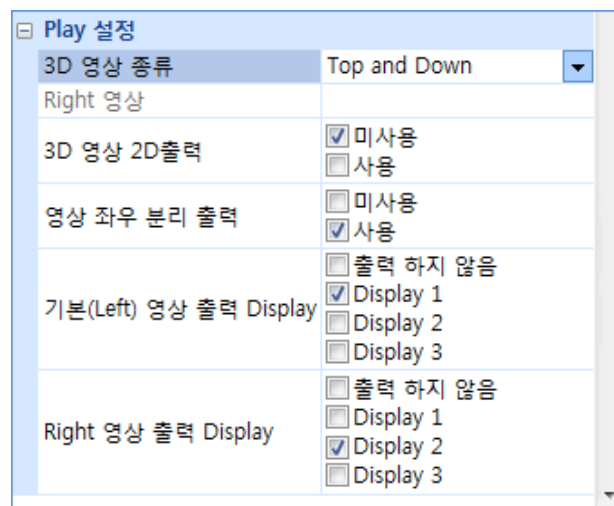 Play 설정
3D 영상 종류 Top and Down
Right 영상
3D 영상 2D출력
미사용
사용
영상 좌우 분리 출력
미사용
사용
기본(Left) 영상 출력 Display
출력 하지 않음
Display 1
Display 2
Display 3
Right 영상 출력 Display
출력 하지 않음
Display 1
Display 2
Display 3